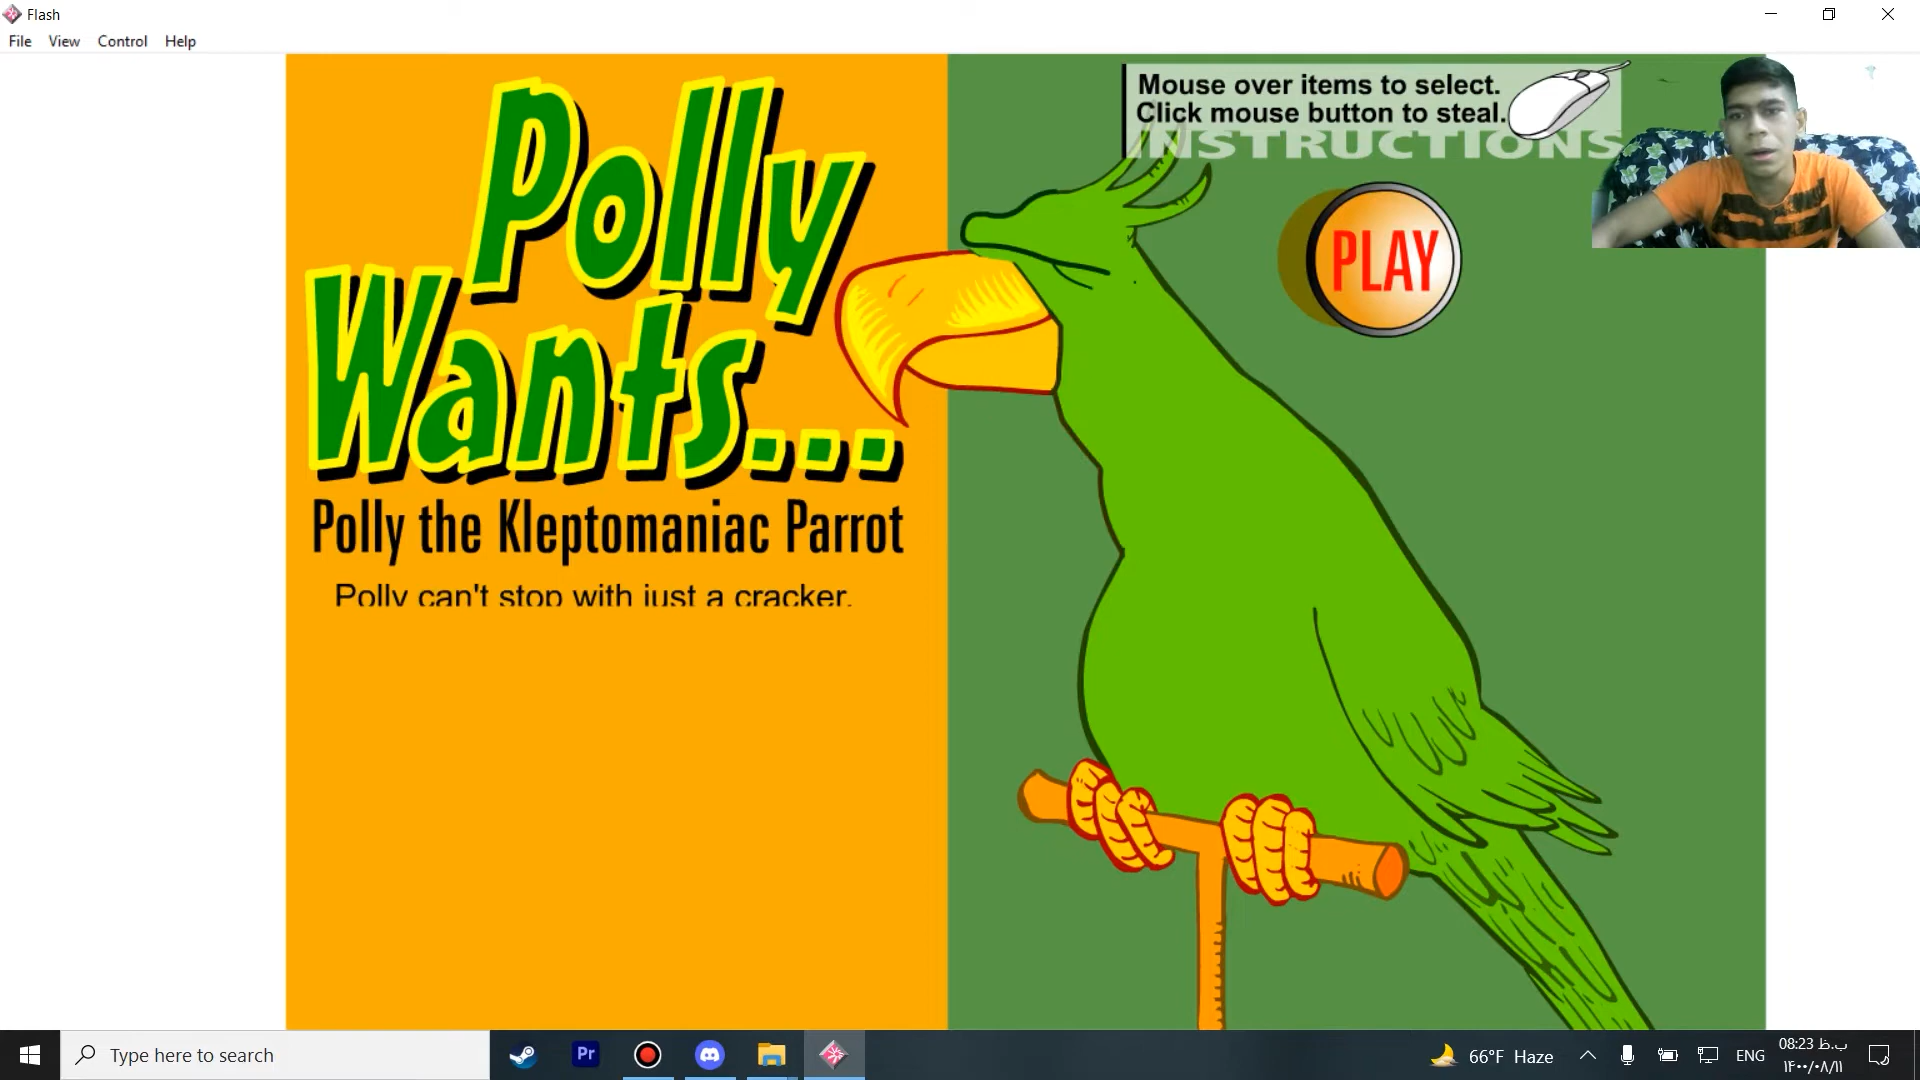 Flash
File View Control Help
Polly
Wants...
Polly the Kleptomaniac Parrot
Polly can't stop with just a cracker.
Mouse over items to select.
Click mouse button to steal.
INSTRUCTIONS
PLAY
Type here to search
Pr
66°F Haze
ENG
08:23 ب.ظ
۱۴۰۰/۰۸/۱۱